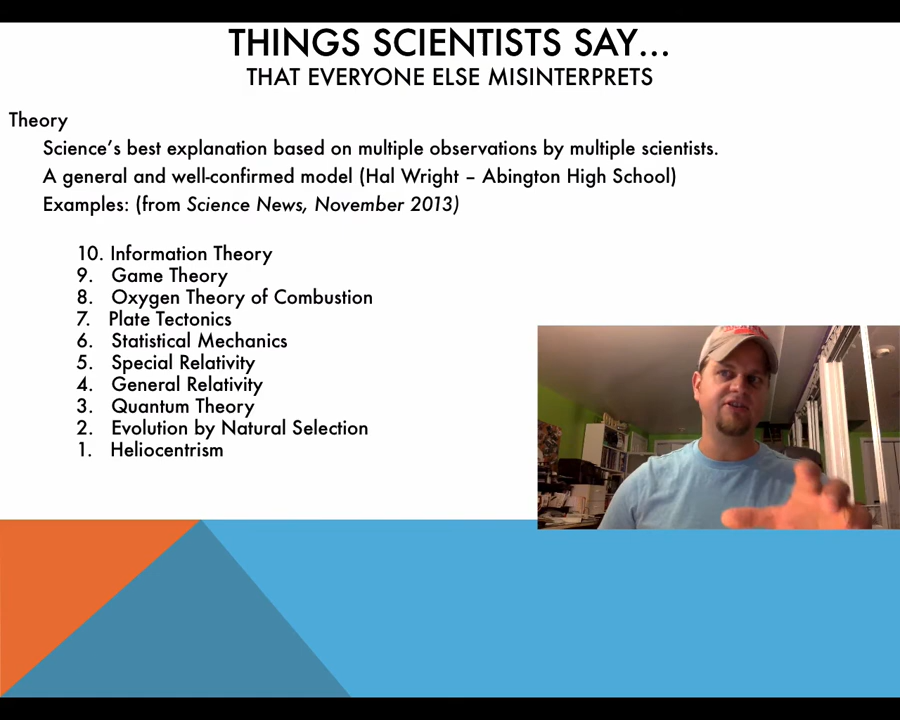 THINGS SCIENTISTS SAY...
THAT EVERYONE ELSE MISINTERPRETS
Theory
Science's best explanation based on multiple observations by multiple scientists.
A general and well-confirmed model (Hal Wright – Abington High School)
Examples: (from Science News, November 2013)
10. Information Theory
9. Game Theory
8. Oxygen Theory of Combustion
7. Plate Tectonics
6. Statistical Mechanics
5. Special Relativity
4. General Relativity
3. Quantum Theory
2. Evolution by Natural Selection
1. Heliocentrism